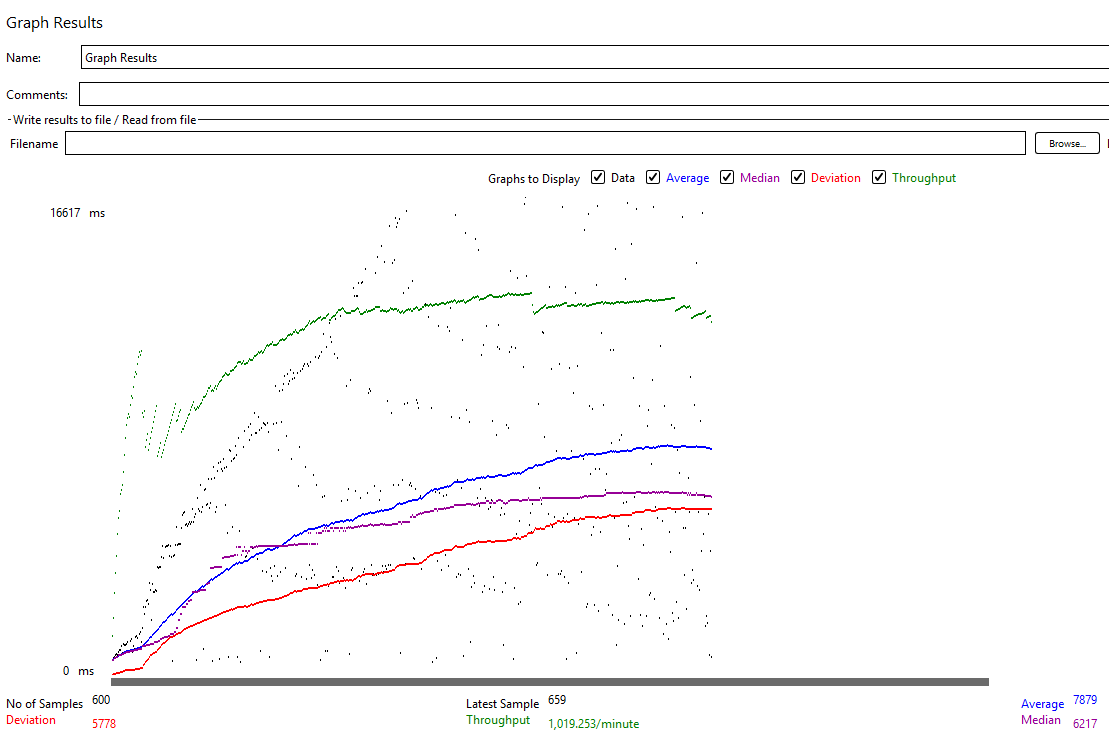 Graph Results
Name: Graph Results
Comments:
Write results to file / Read from file
Filename Browse...
Graphs to Display Data Average Median Deviation Throughput
16617 ms
0 ms
No of Samples 600 Latest Sample 659 Average 7879
Deviation 5778 Throughput 1,019.253/minute Median 6217